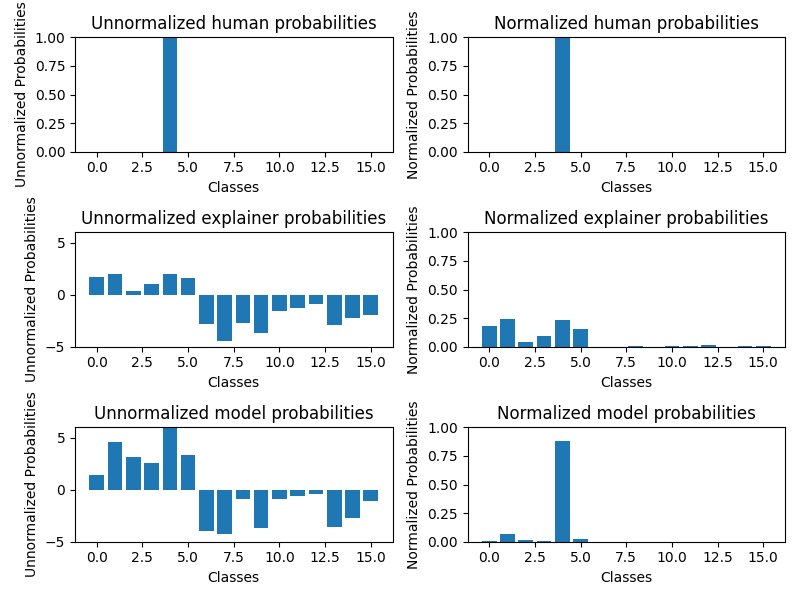 Unnormalized human probabilities
Unnormalized Probabilities
1.00
0.75
0.50
0.25
0.00
0.0 2.5 5.0 7.5 10.0 12.5 15.0
Classes
Normalized human probabilities
Normalized Probabilities
1.00
0.75
0.50
0.25
0.00
0.0 2.5 5.0 7.5 10.0 12.5 15.0
Classes
Unnormalized explainer probabilities
Unnormalized Probabilities
5
0
−5
0.0 2.5 5.0 7.5 10.0 12.5 15.0
Classes
Normalized explainer probabilities
Normalized Probabilities
1.00
0.75
0.50
0.25
0.00
0.0 2.5 5.0 7.5 10.0 12.5 15.0
Classes
Unnormalized model probabilities
Unnormalized Probabilities
5
0
−5
0.0 2.5 5.0 7.5 10.0 12.5 15.0
Classes
Normalized model probabilities
Normalized Probabilities
1.00
0.75
0.50
0.25
0.00
0.0 2.5 5.0 7.5 10.0 12.5 15.0
Classes